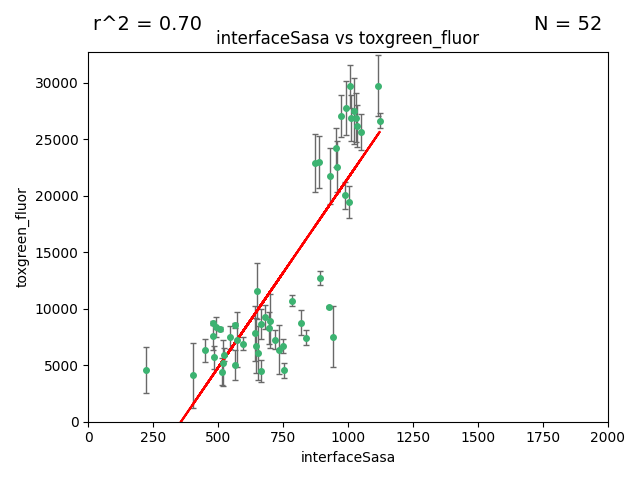 r^2 = 0.70
N = 52
interfaceSasa vs toxgreen_fluor
30000
25000
20000
15000
10000
5000
0
toxgreen_fluor
0 250 500 750 1000 1250 1500 1750 2000
interfaceSasa